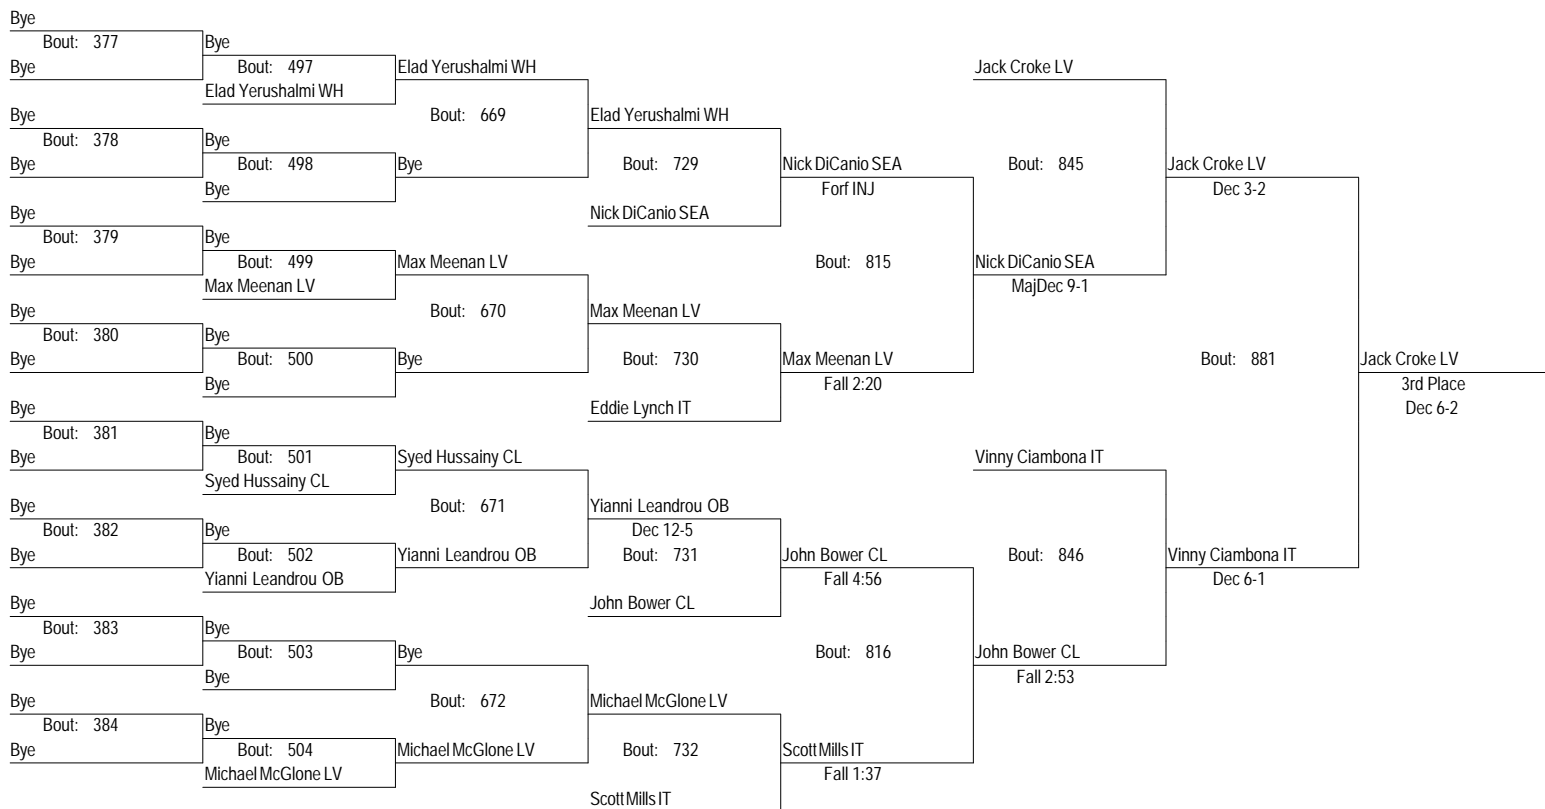 Bye
Bout: 377
Bye
Bye
Bout: 497
Elad Yerushalmi WH
Elad Yerushalmi WH
Jack Croke LV
Bye
Bout: 378
Bye
Bye
Bout: 498
Bye
Bout: 669
Bye
Elad Yerushalmi WH
Bout: 729
Nick DiCanio SEA
Nick DiCanio SEA
Forf INJ
Bout: 845
Jack Croke LV
Dec 3-2
Bye
Bout: 379
Bye
Bye
Bout: 499
Max Meenan LV
Max Meenan LV
Bout: 815
Nick DiCanio SEA
MajDec 9-1
Bye
Bout: 380
Bye
Bye
Bout: 500
Bye
Bout: 670
Bye
Max Meenan LV
Bout: 730
Eddie Lynch IT
Max Meenan LV
Fall 2:20
Bout: 881
Jack Croke LV
3rd Place
Dec 6-2
Bye
Bout: 381
Bye
Bye
Bout: 501
Syed Hussainy CL
Syed Hussainy CL
Vinny Ciambona IT
Bye
Bout: 382
Bye
Bye
Bout: 502
Yianni Leandrou OB
Bout: 671
Yianni Leandrou OB
Yianni Leandrou OB
Dec 12-5
Bout: 731
John Bower CL
John Bower CL
Fall 4:56
Bout: 846
Vinny Ciambona IT
Dec 6-1
Bye
Bout: 383
Bye
Bye
Bout: 503
Bye
Bye
Bout: 816
John Bower CL
Fall 2:53
Bye
Bout: 384
Bye
Bye
Bout: 504
Michael McGlone LV
Bout: 672
Michael McGlone LV
Michael McGlone LV
Bout: 732
Scott Mills IT
Scott Mills IT
Fall 1:37